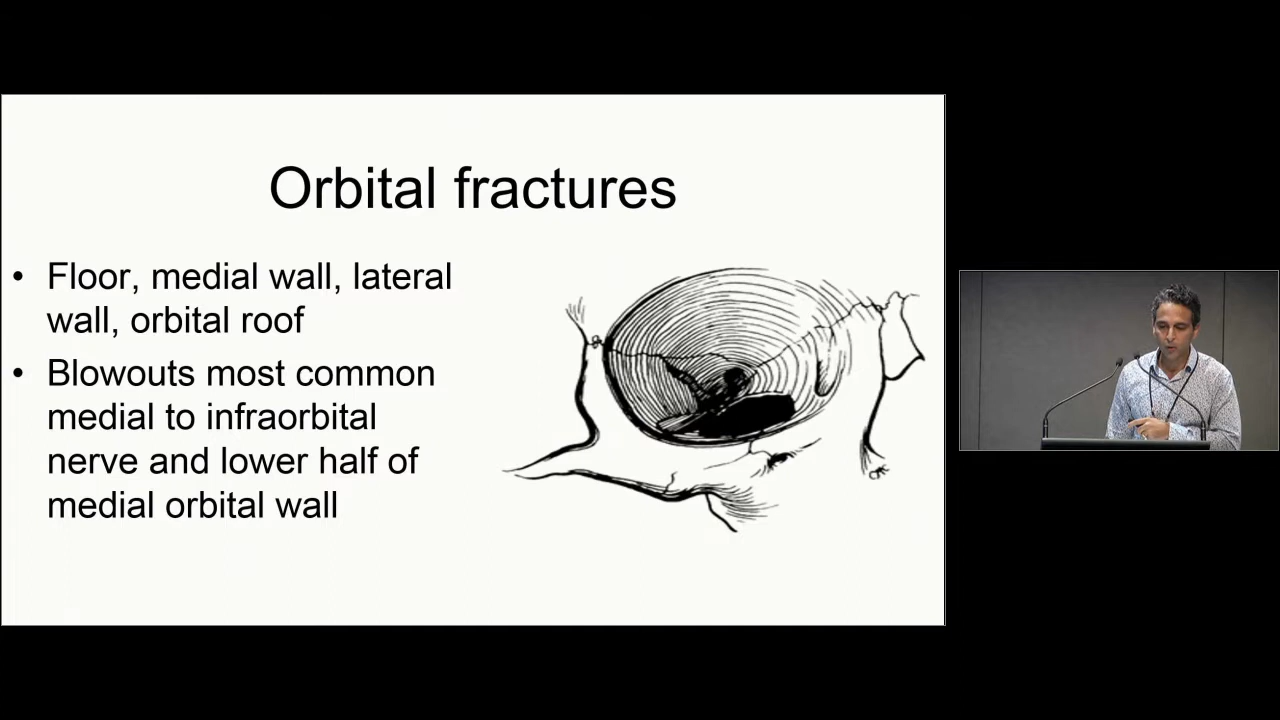 Orbital fractures
• Floor, medial wall, lateral
wall, orbital roof
• Blowouts most common
medial to infraorbital
nerve and lower half of
medial orbital wall